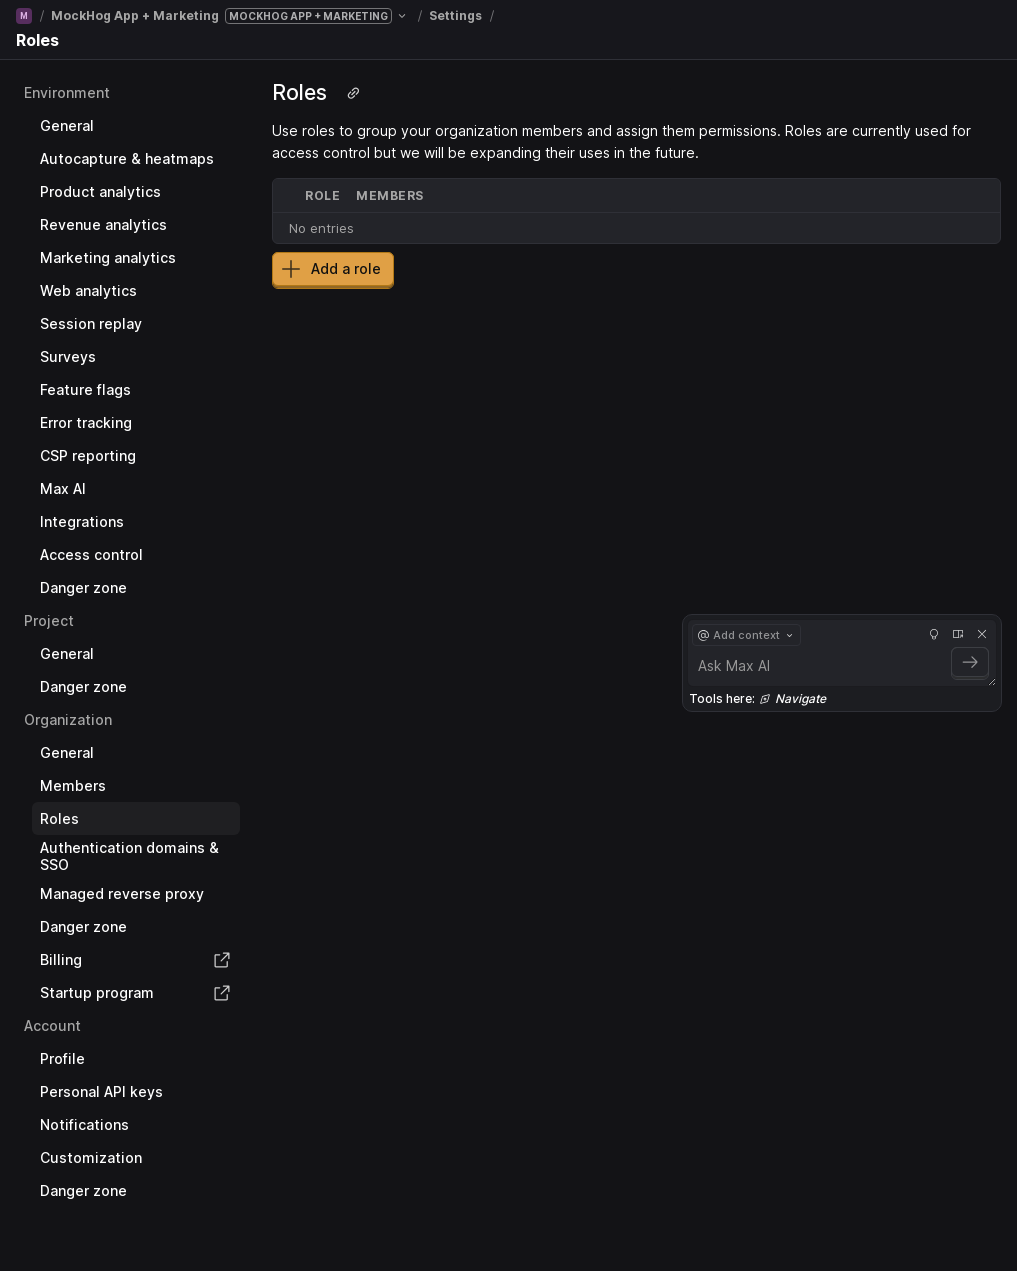 M / MockHog App + Marketing MOCKHOG APP + MARKETING / Settings /
Roles
Environment
General
Autocapture & heatmaps
Product analytics
Revenue analytics
Marketing analytics
Web analytics
Session replay
Surveys
Feature flags
Error tracking
CSP reporting
Max AI
Integrations
Access control
Danger zone
Project
General
Danger zone
Organization
General
Members
Roles
Authentication domains &
SSO
Managed reverse proxy
Danger zone
Billing
Startup program
Account
Profile
Personal API keys
Notifications
Customization
Danger zone
Roles
Use roles to group your organization members and assign them permissions. Roles are currently used for
access control but we will be expanding their uses in the future.
ROLE MEMBERS
No entries
Add a role
@ Add context
Ask Max AI
Tools here: Navigate